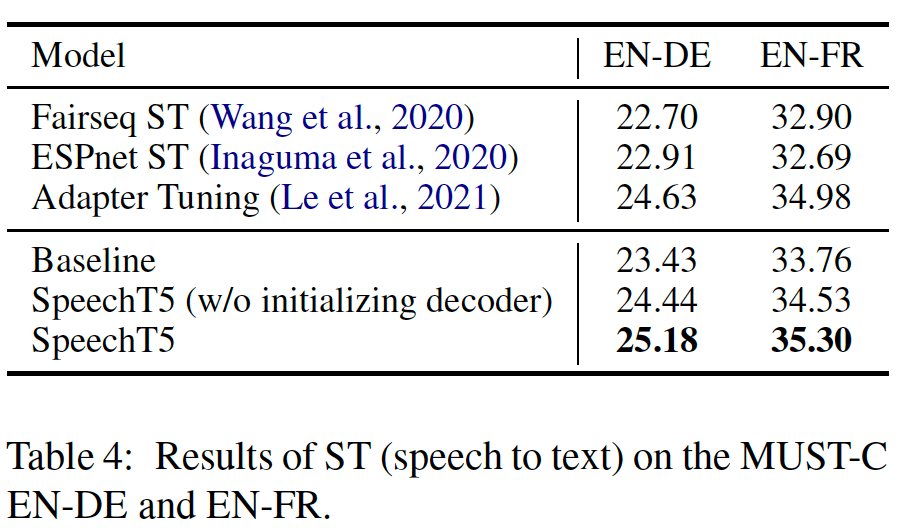 Model EN-DE EN-FR
Fairseq ST (Wang et al., 2020) 22.70 32.90
ESPnet ST (Inaguma et al., 2020) 22.91 32.69
Adapter Tuning (Le et al., 2021) 24.63 34.98
Baseline 23.43 33.76
SpeechT5 (w/o initializing decoder) 24.44 34.53
SpeechT5 25.18 35.30
Table 4: Results of ST (speech to text) on the MUST-C
EN-DE and EN-FR.